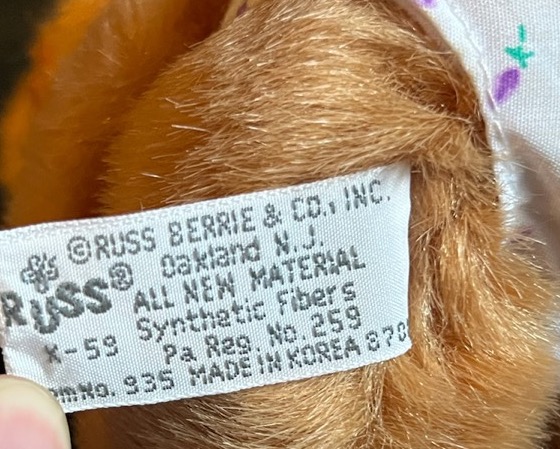 ©RUSS BERRIE & CO., INC.
Oakland N.J.
RUSS® ALL NEW MATERIAL
Synthetic Fibers
K-59 Pa Reg. No. 259
No. 935 MADE IN KOREA 878